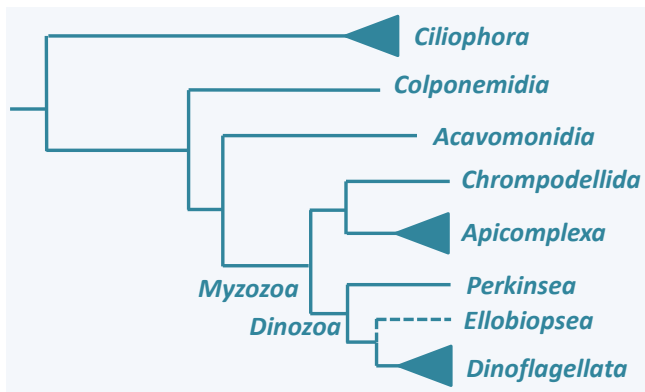 Ciliophora
Colponemidia
Acavomonidia
Chrompodellida
Apicomplexa
Myzozoa
Perkinsea
Dinozoa
Ellobiopsea
Dinoflagellata